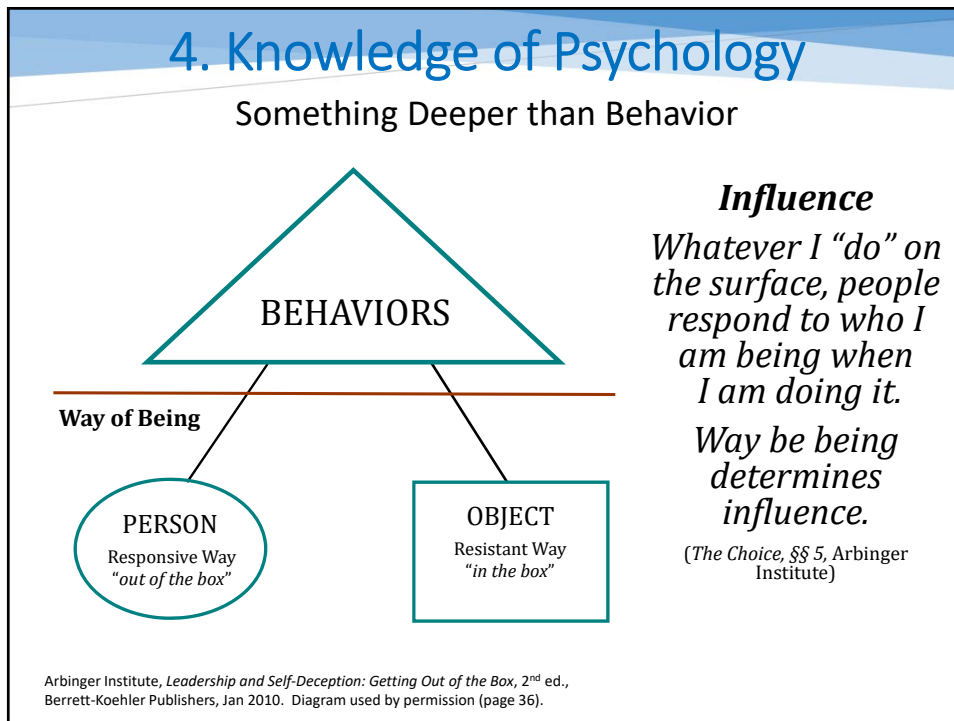 4. Knowledge of Psychology
Something Deeper than Behavior
BEHAVIORS
Way of Being
PERSON
Responsive Way
“out of the box”
OBJECT
Resistant Way
“in the box”
Influence
Whatever I “do” on
the surface, people
respond to who I
am being when
I am doing it.
Way be being
determines
influence.
(The Choice, §§ 5, Arbinger
Institute)
Arbinger Institute, Leadership and Self-Deception: Getting Out of the Box, 2nd ed.,
Berrett-Koehler Publishers, Jan 2010.  Diagram used by permission (page 36).